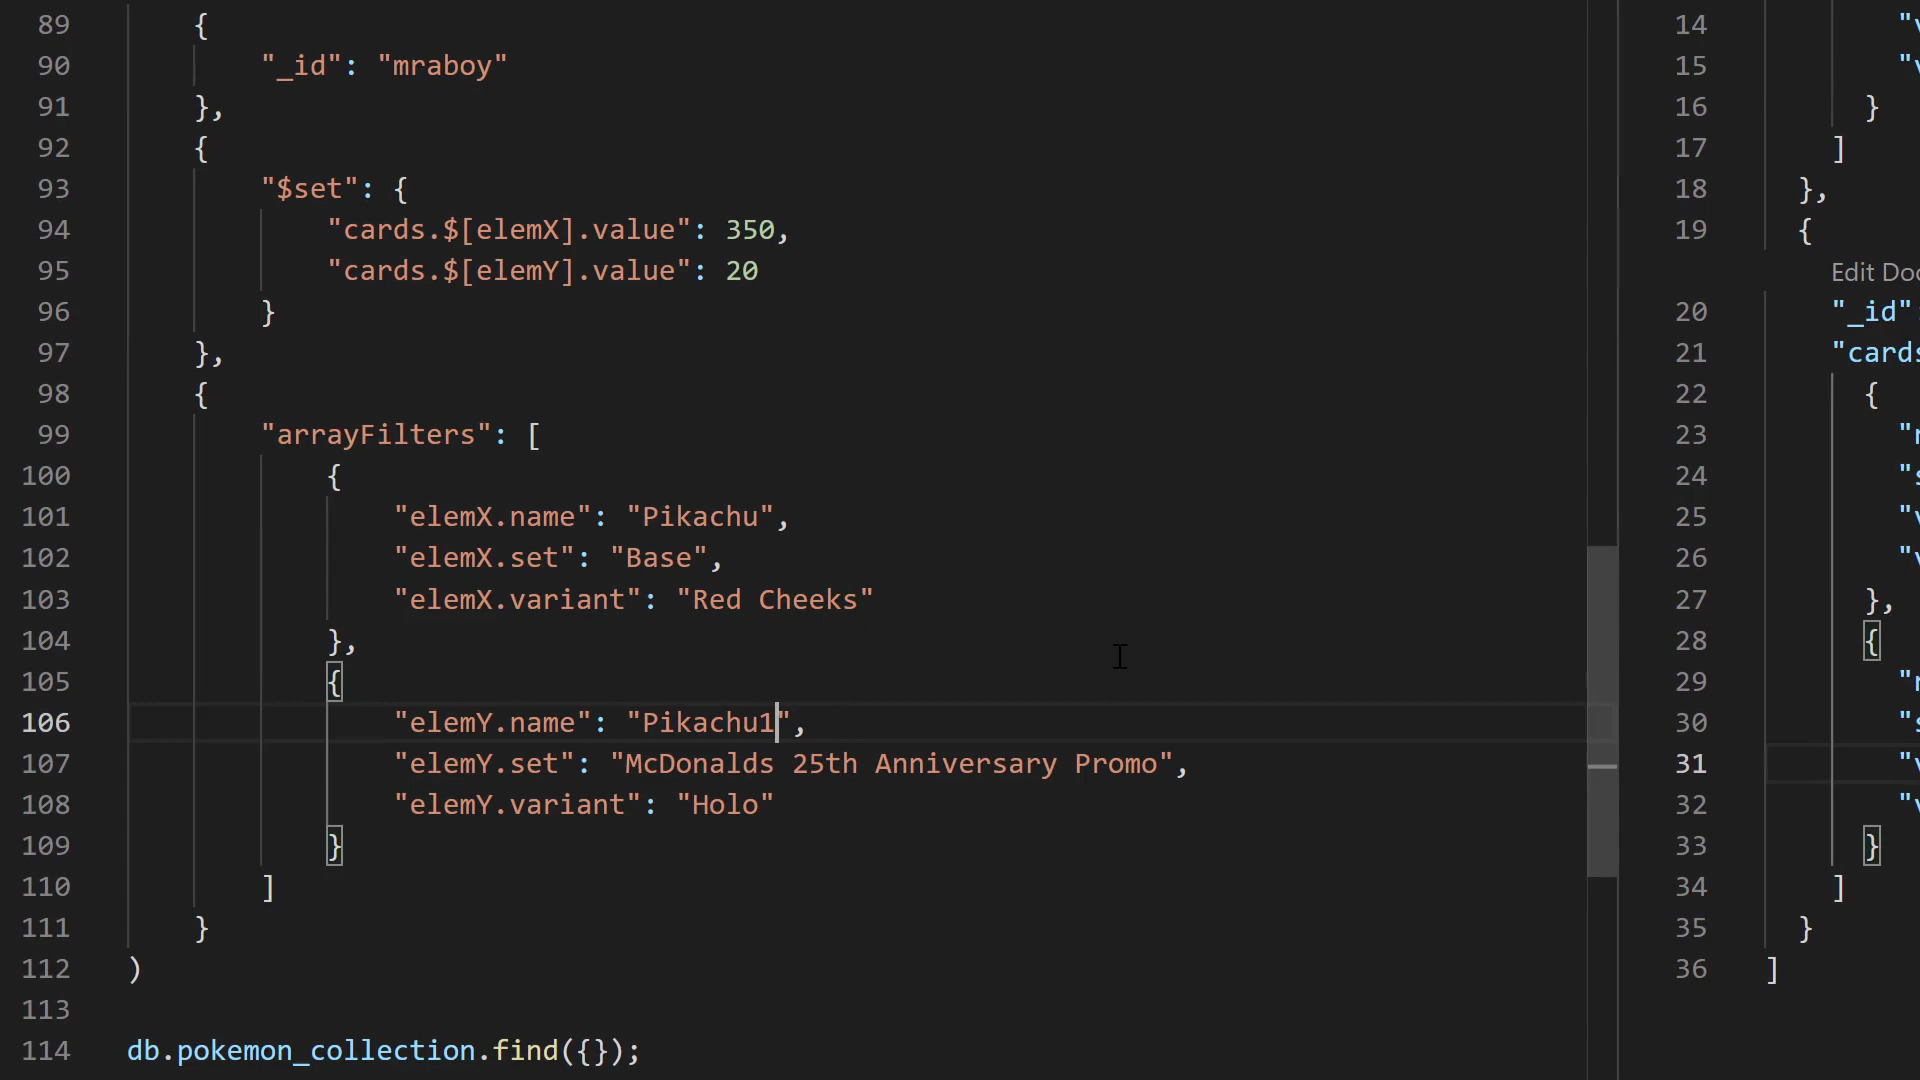 89 {
90 "_id": "mraboy"
91 },
92 {
93 "$set": {
94 "cards.$[elemX].value": 350,
95 "cards.$[elemY].value": 20
96 }
97 },
98 {
99 "arrayFilters": [
100 {
101 "elemX.name": "Pikachu",
102 "elemX.set": "Base",
103 "elemX.variant": "Red Cheeks"
104 },
105 {
106 "elemY.name": "Pikachu1",
107 "elemY.set": "McDonalds 25th Anniversary Promo",
108 "elemY.variant": "Holo"
109 }
110 ]
111 }
112 )
113
114 db.pokemon_collection.find({});
14 "v
15 "v
16 }
17 ]
18 },
19 {
Edit Doc
20 "_id":
21 "cards
22 {
23
24 "s
25 "v
26 "v
27 },
28 {
29
30 "s
31 "v
32 "v
33 }
34 ]
35 }
36 ]